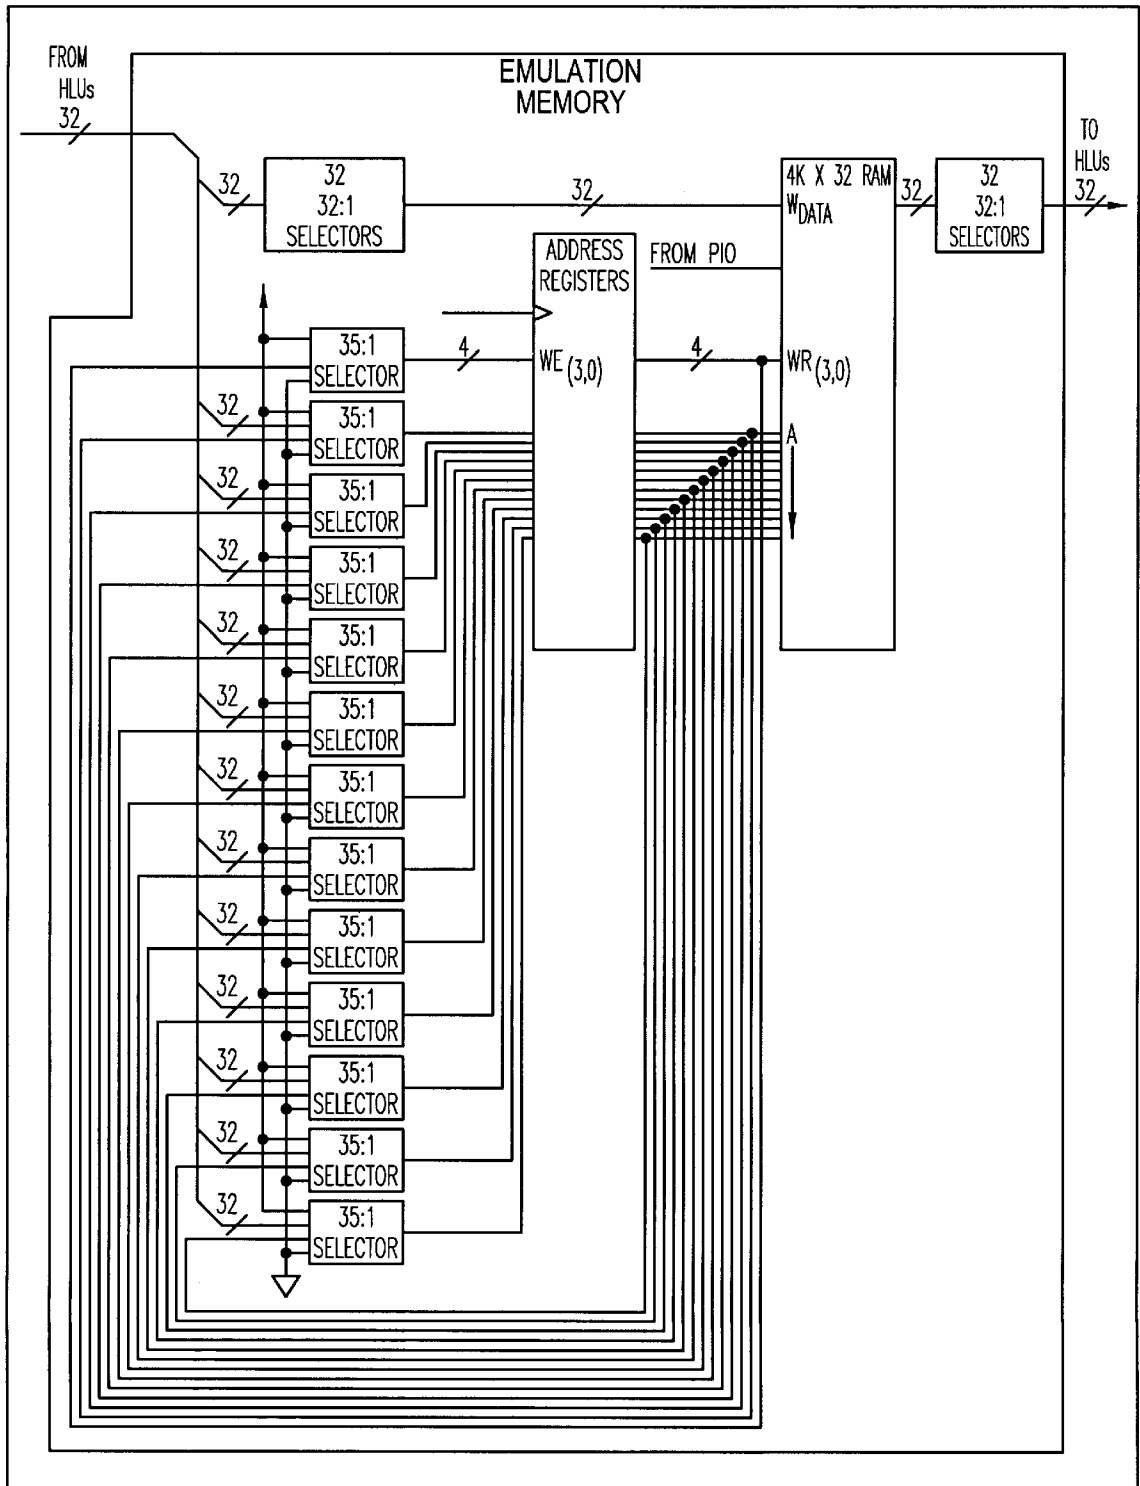 FROM
HLUs
32
EMULATION
MEMORY
TO
HLUs
32
32
32
32:1
SELECTORS
32
4K X 32 RAM
WDATA
32
32
32:1
SELECTORS
ADDRESS
REGISTERS
FROM PIO
35:1
SELECTOR
4
WE(3,0)
4
WR(3,0)
32
35:1
SELECTOR
A
32
35:1
SELECTOR
32
35:1
SELECTOR
32
35:1
SELECTOR
32
35:1
SELECTOR
32
35:1
SELECTOR
32
35:1
SELECTOR
32
35:1
SELECTOR
32
35:1
SELECTOR
32
35:1
SELECTOR
32
35:1
SELECTOR
32
35:1
SELECTOR